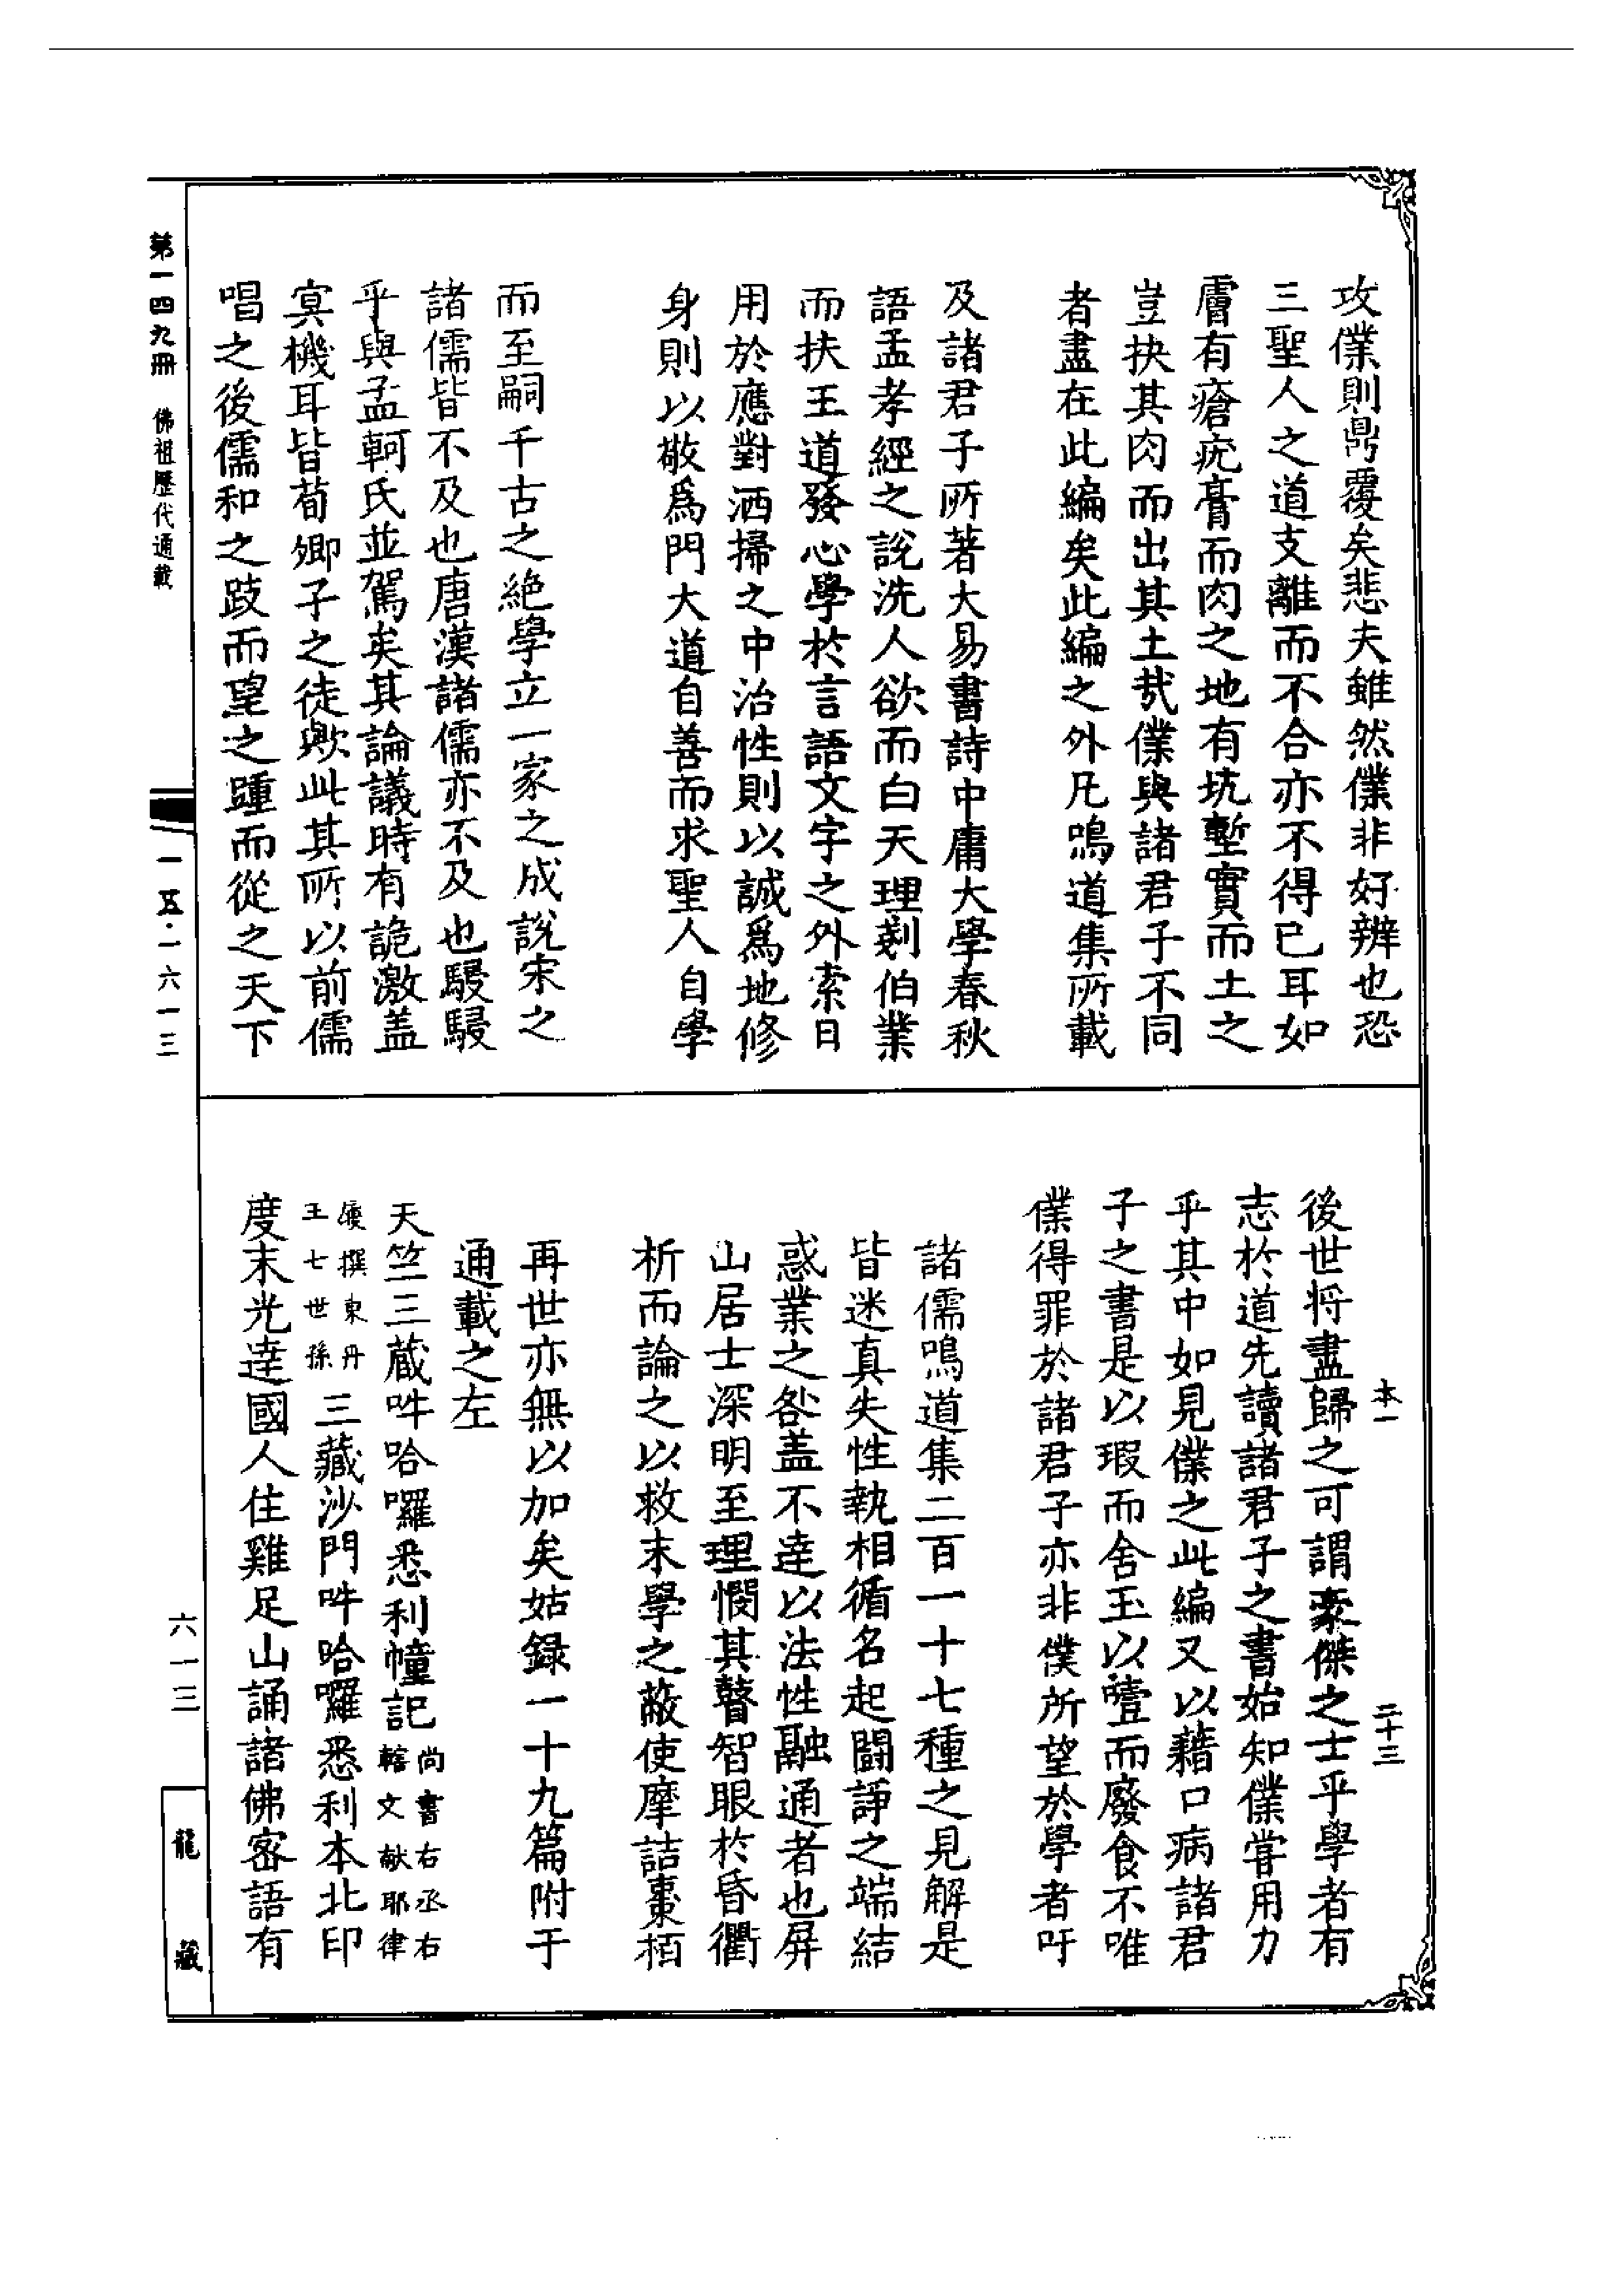 攻僕則鼎覆矣悲夫雖然僕非好辨也恐
三聖人之道支離而不合亦不得已耳如
膚有瘡疣膏而肉之地有坑塹實而土之
豈抉其肉而出其土哉僕與諸君子不同
者盡在此編矣此編之外凡鳴道集所載
及諸君子所著大易書詩中庸大學春秋
語孟孝經之說洗人欲而白天理剗伯業
而扶王道發心學於言語文字之外索日
用於應對洒掃之中治性則以誠爲地修
身則以敬爲門大道自善而求聖人自學
而至嗣千古之絕學立一家之成說宋之
諸儒皆不及也唐漢諸儒亦不及也駸駸
乎與孟軻氏並駕矣其論議時有詭激盖
寘機耳皆荀卿子之徒歟此其所以前儒
唱之後儒和之跂而望之踵而從之天下
後世将盡歸之可謂豪傑之士乎學者有
志於道先讀諸君子之書始知僕甞用力
乎其中如見僕之此編又以藉口病諸君
子之書是以瑕而舍玉以噎而廢食不唯
僕得罪於諸君子亦非僕所望於學者吁
諸儒鳴道集二百一十七種之見解是
皆迷真失性執相循名起鬬諍之端結
惑業之咎盖不達以法性融通者也屏
山居士深明至理憫其瞽智眼於昏衢
析而論之以救末學之蔽使摩詰棗栢
再世亦無以加矣姑録一十九篇附于
通載之左
天竺三藏吽哈囉悉利幢記尚書右丞右
轄文献耶律
履撰東丹
王七世孫三藏沙門吽哈囉悉利本北印
度末光達國人住雞足山誦諸佛密語有
本一
二十三
第一四九冊 佛祖歷代通載
一五·一六一三
六一三
龍藏